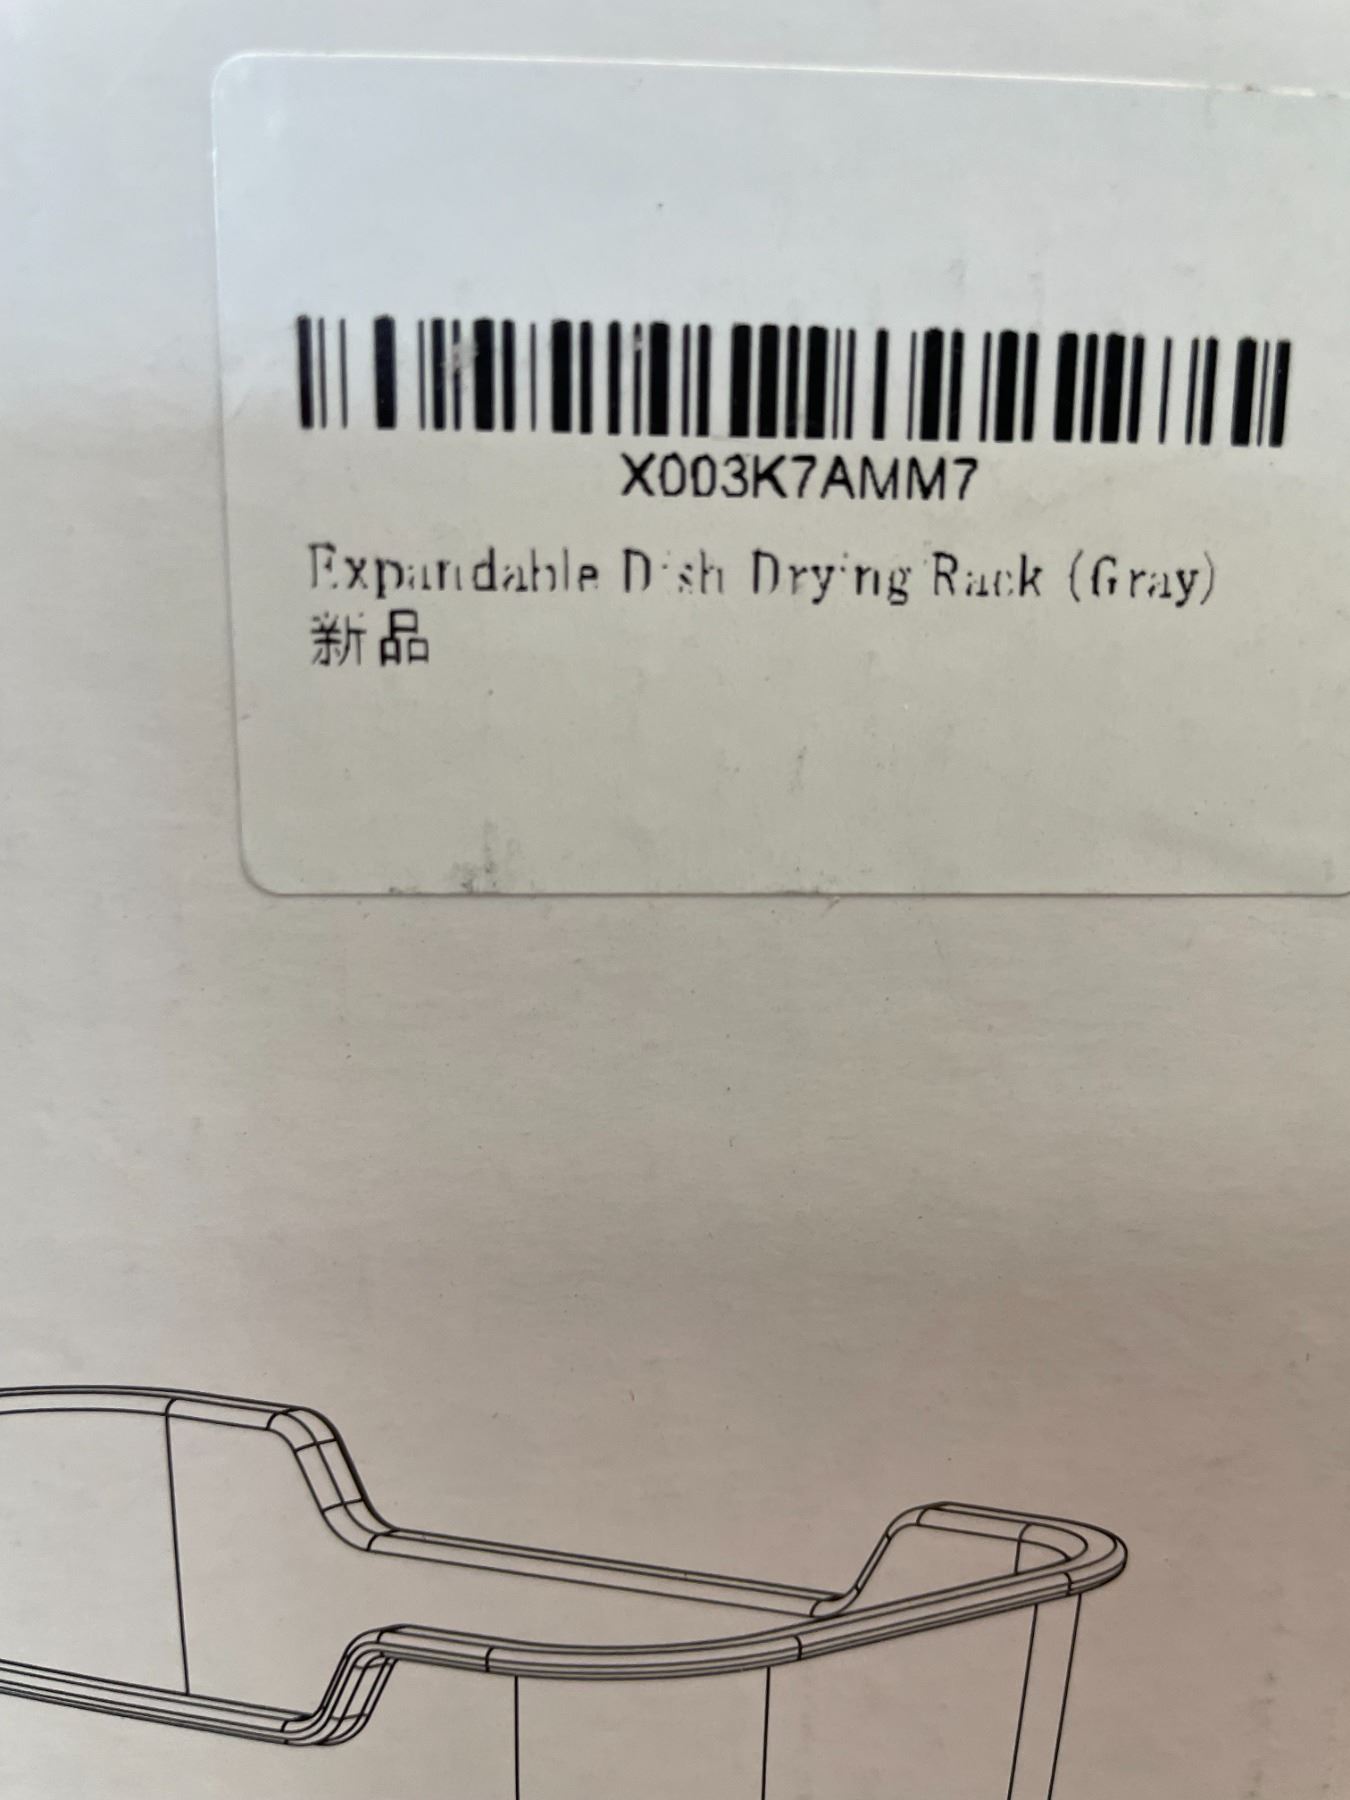 X003K7AMM7
Expandable Dish Drying Rack (Gray)
新品